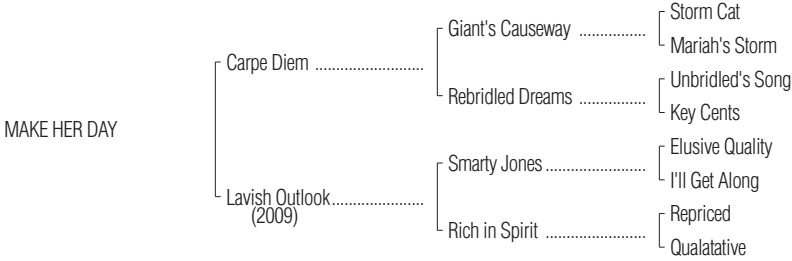 Storm Cat
Giant's Causeway ................
Mariah's Storm
Carpe Diem ..........................
Unbridled's Song
Rebridled Dreams ................
Key Cents
MAKE HER DAY
Elusive Quality
Smarty Jones ........................
I'll Get Along
Lavish Outlook......................
(2009)
Repriced
Rich in Spirit ........................
Qualatative